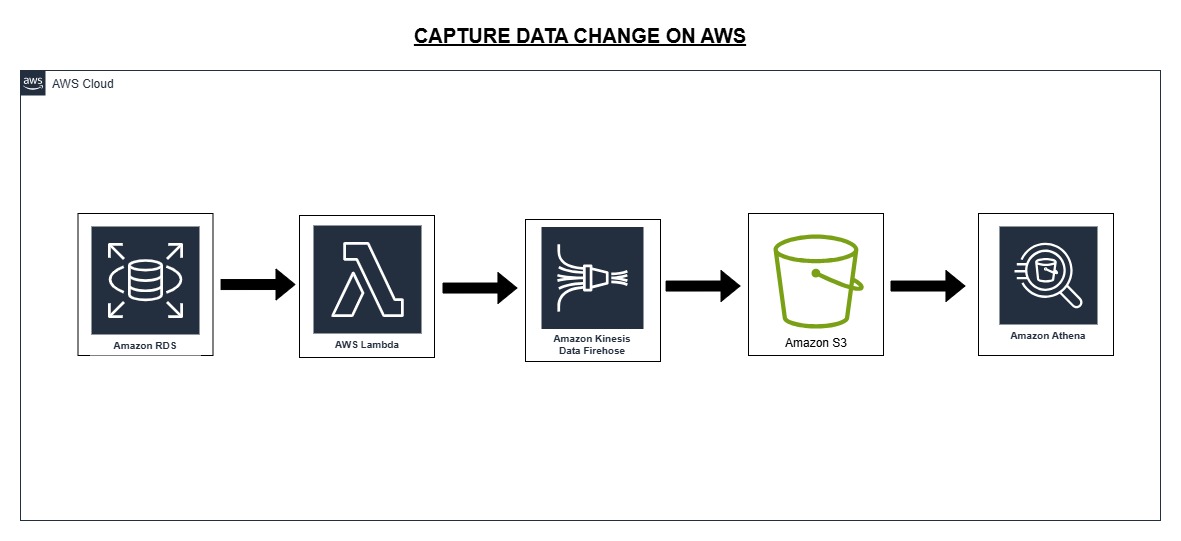 CAPTURE DATA CHANGE ON AWS
aws
AWS Cloud
Amazon RDS
AWS Lambda
Amazon Kinesis
Data Firehose
Amazon S3
Amazon Athena